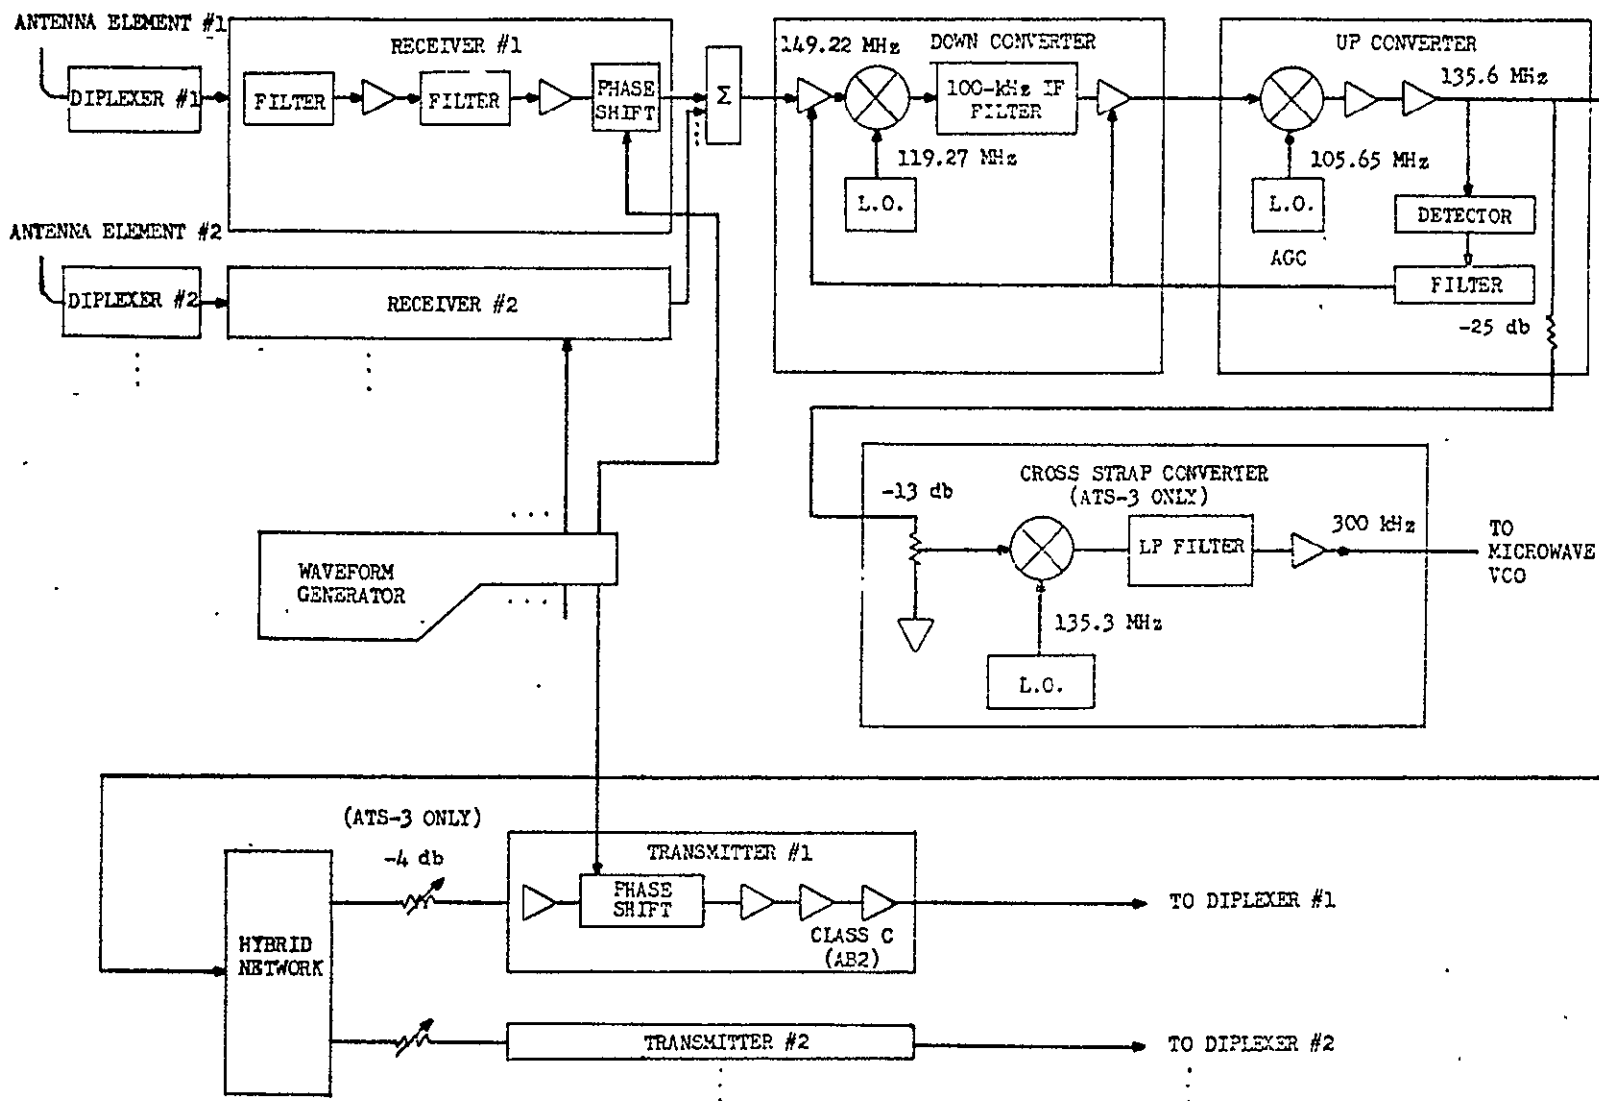 ANTENNA ELEMENT #1
DIPLEXER #1
RECEIVER #1
FILTER
FILTER
PHASE
SHIFT
Σ
149.22 MHz
DOWN CONVERTER
100-kHz IF
FILTER
119.27 MHz
L.O.
UP CONVERTER
135.6 MHz
105.65 MHz
L.O.
DETECTOR
AGC
FILTER
-25 db
ANTENNA ELEMENT #2
DIPLEXER #2
RECEIVER #2
WAVEFORM
GENERATOR
CROSS STRAP CONVERTER
(ATS-3 ONLY)
-13 db
LP FILTER
300 kHz
TO
MICROWAVE
VCO
135.3 MHz
L.O.
(ATS-3 ONLY)
-4 db
TRANSMITTER #1
PHASE
SHIFT
CLASS C
(AB2)
TO DIPLEXER #1
HYBRID
NETWORK
TRANSMITTER #2
TO DIPLEXER #2